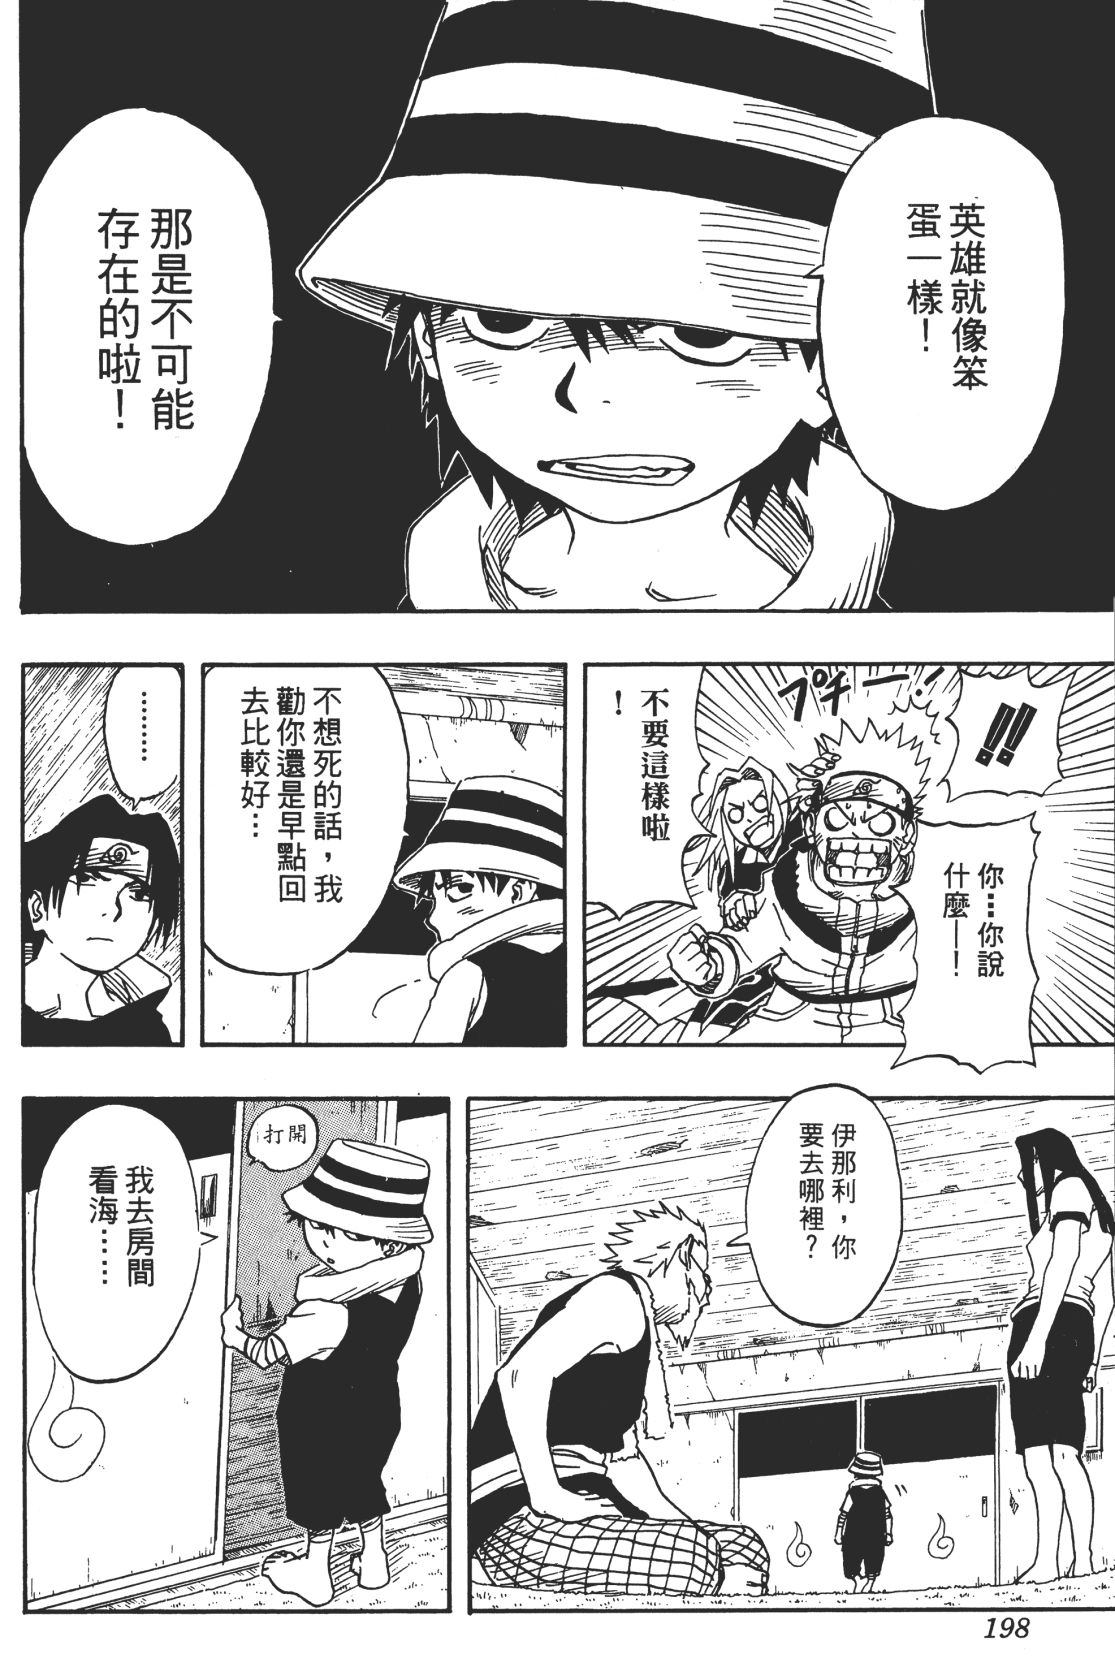 英雄就像笨
蛋一樣！
那是不可能
存在的啦！
!!
你…你說
什麼—！
プチーー！
不要這樣啦
！
不想死的話，我
勸你還是早點回
去比較好…
………
伊那利，你
要去哪裡？
打開
我去房間
看海……
198